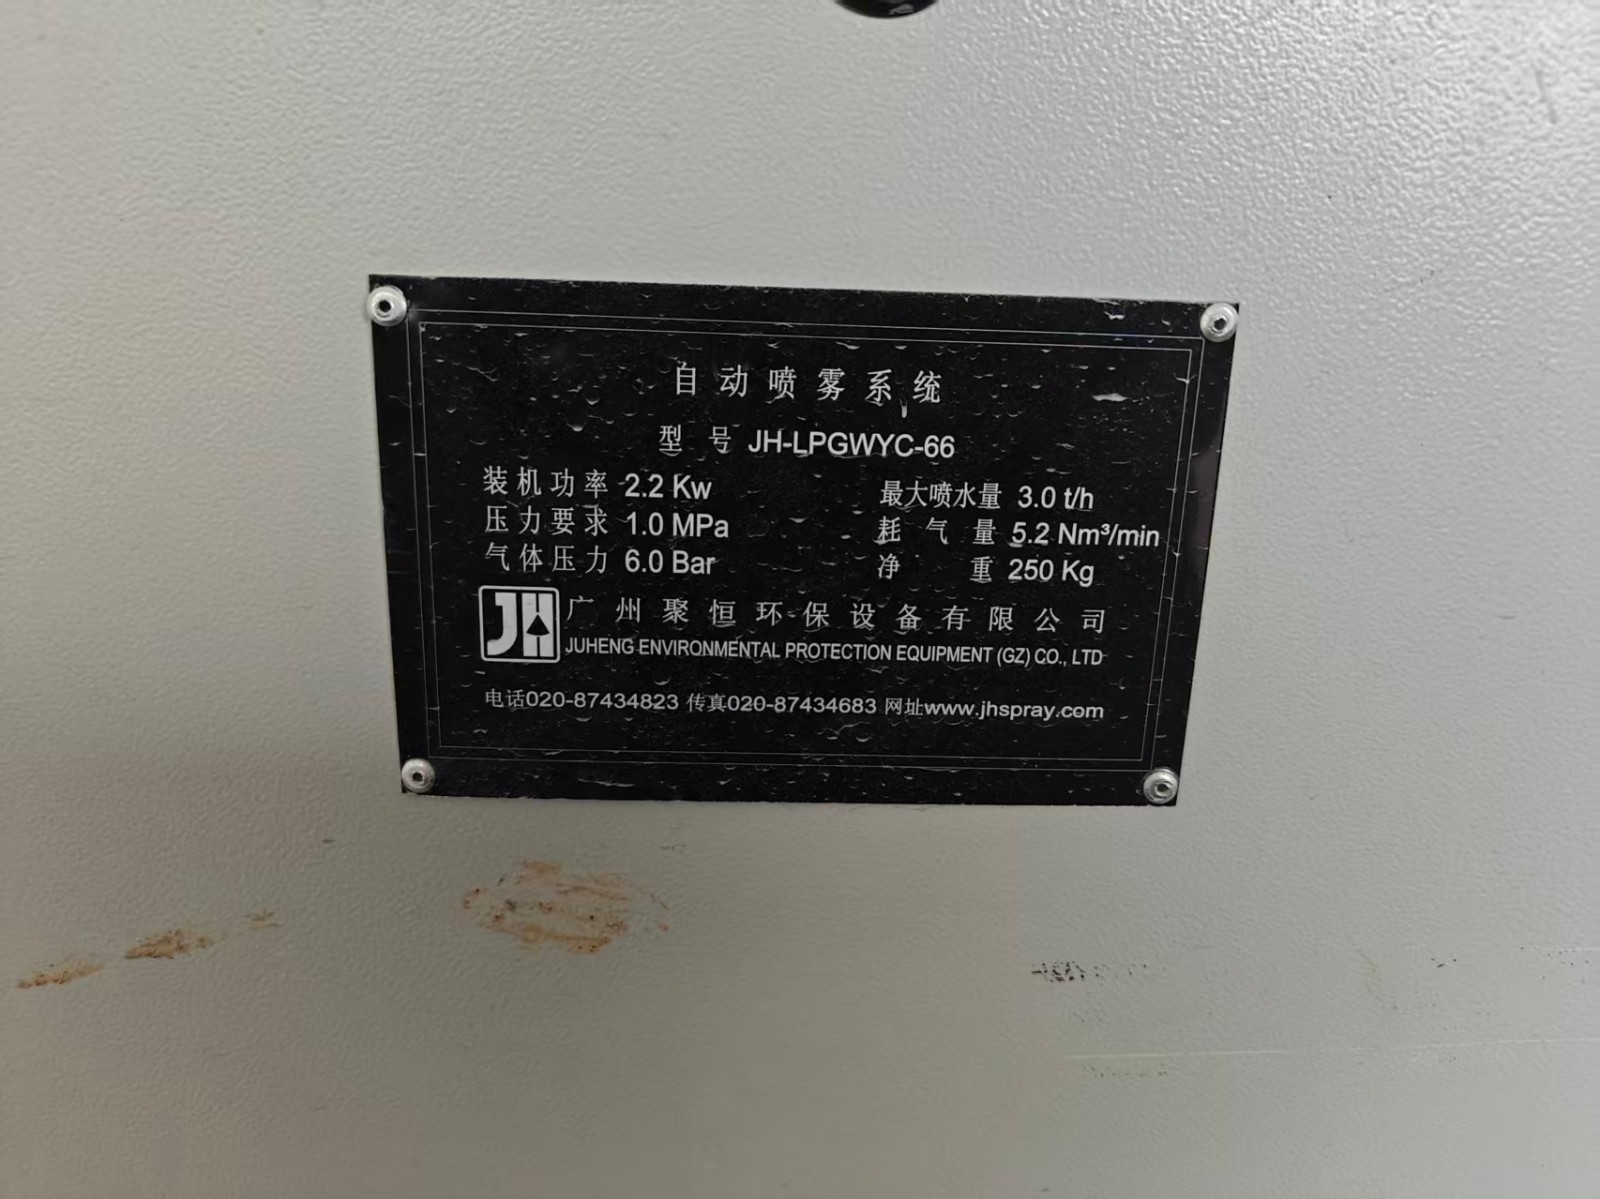 自动喷雾系统
型 号 JH-LPGWYC-66
装机功率 2.2 Kw 最大喷水量 3.0 t/h
压力要求 1.0 MPa 耗 气 量 5.2 Nm³/min
气体压力 6.0 Bar 净 重 250 Kg
JH 广州聚恒环保设备有限公司
JUHENG ENVIRONMENTAL PROTECTION EQUIPMENT (GZ) CO., LTD
电话020-87434823 传真020-87434683 网址www.jhspray.com